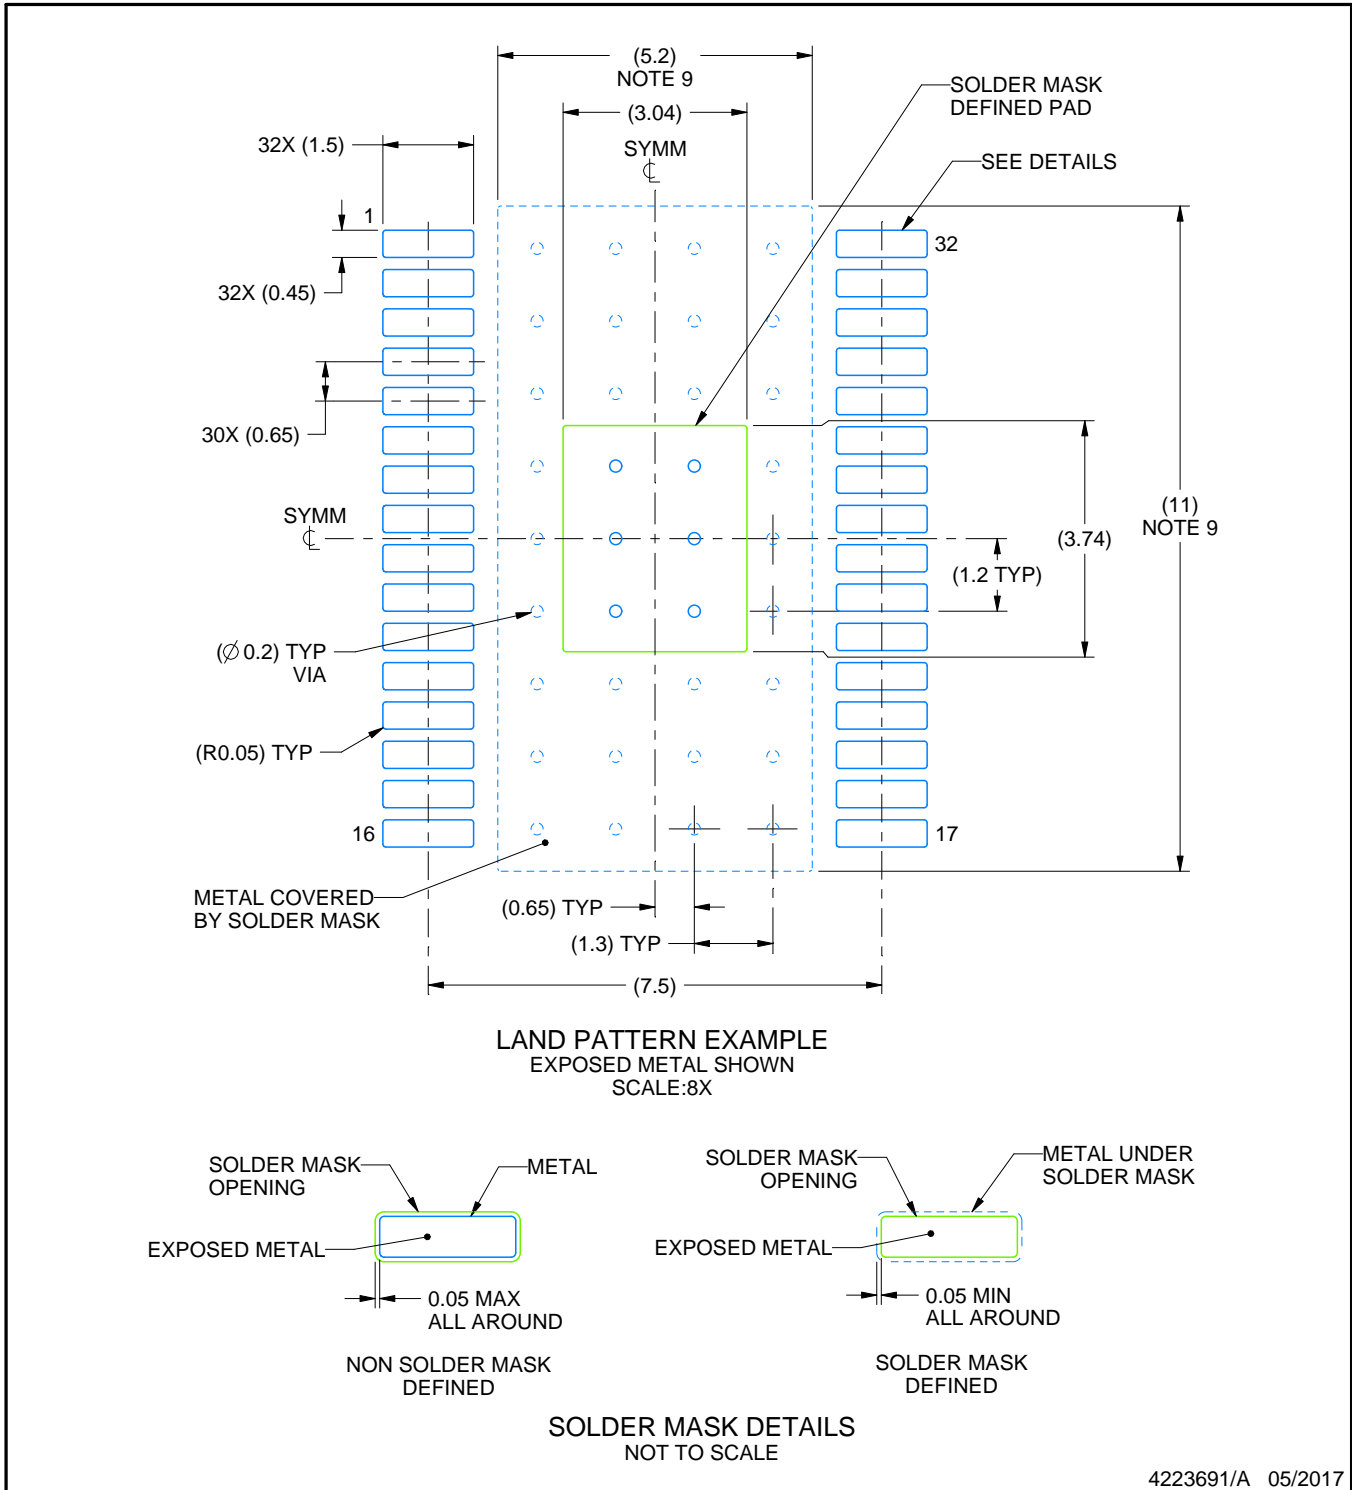 (5.2)
NOTE 9
SOLDER MASK
DEFINED PAD
(3.04)
32X (1.5)
SYMM
SEE DETAILS
1
32
32X (0.45)
30X (0.65)
SYMM
(11)
NOTE 9
(3.74)
(1.2 TYP)
(Ø 0.2) TYP
VIA
(R0.05) TYP
16
17
METAL COVERED
BY SOLDER MASK
(0.65) TYP
(1.3) TYP
(7.5)
LAND PATTERN EXAMPLE
EXPOSED METAL SHOWN
SCALE:8X
SOLDER MASK
OPENING
METAL
EXPOSED METAL
0.05 MAX
ALL AROUND
NON SOLDER MASK
DEFINED
SOLDER MASK
OPENING
METAL UNDER
SOLDER MASK
EXPOSED METAL
0.05 MIN
ALL AROUND
SOLDER MASK
DEFINED
SOLDER MASK DETAILS
NOT TO SCALE
4223691/A 05/2017